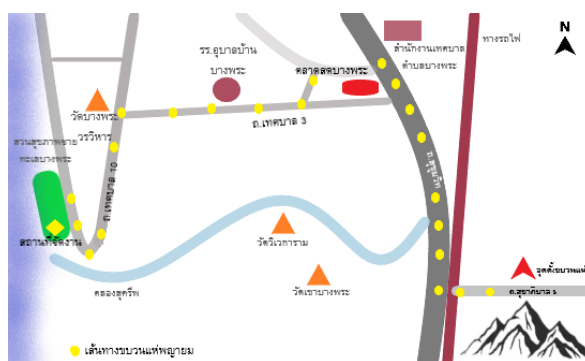 N
ทางรถไฟ
รร.อุบาลบ้าน
บางพระ
สำนักงานเทศบาล
ตำบลบางพระ
ตลาดสดบางพระ
วัดบางพระ
วรวิหาร
ถ.เทศบาล 3
สวนสุขภาพชาย
ทะเลบางพระ
ถ.เทศบาล 10
ถ.สุขุมวิท
สถานที่จัดงาน
วัดวิเวการาม
คลองสุครีพ
วัดเขาบางพระ
จุดตั้งขบวนแห่
ถ.สุขาภิบาล
เส้นทางขบวนแห่พญายม